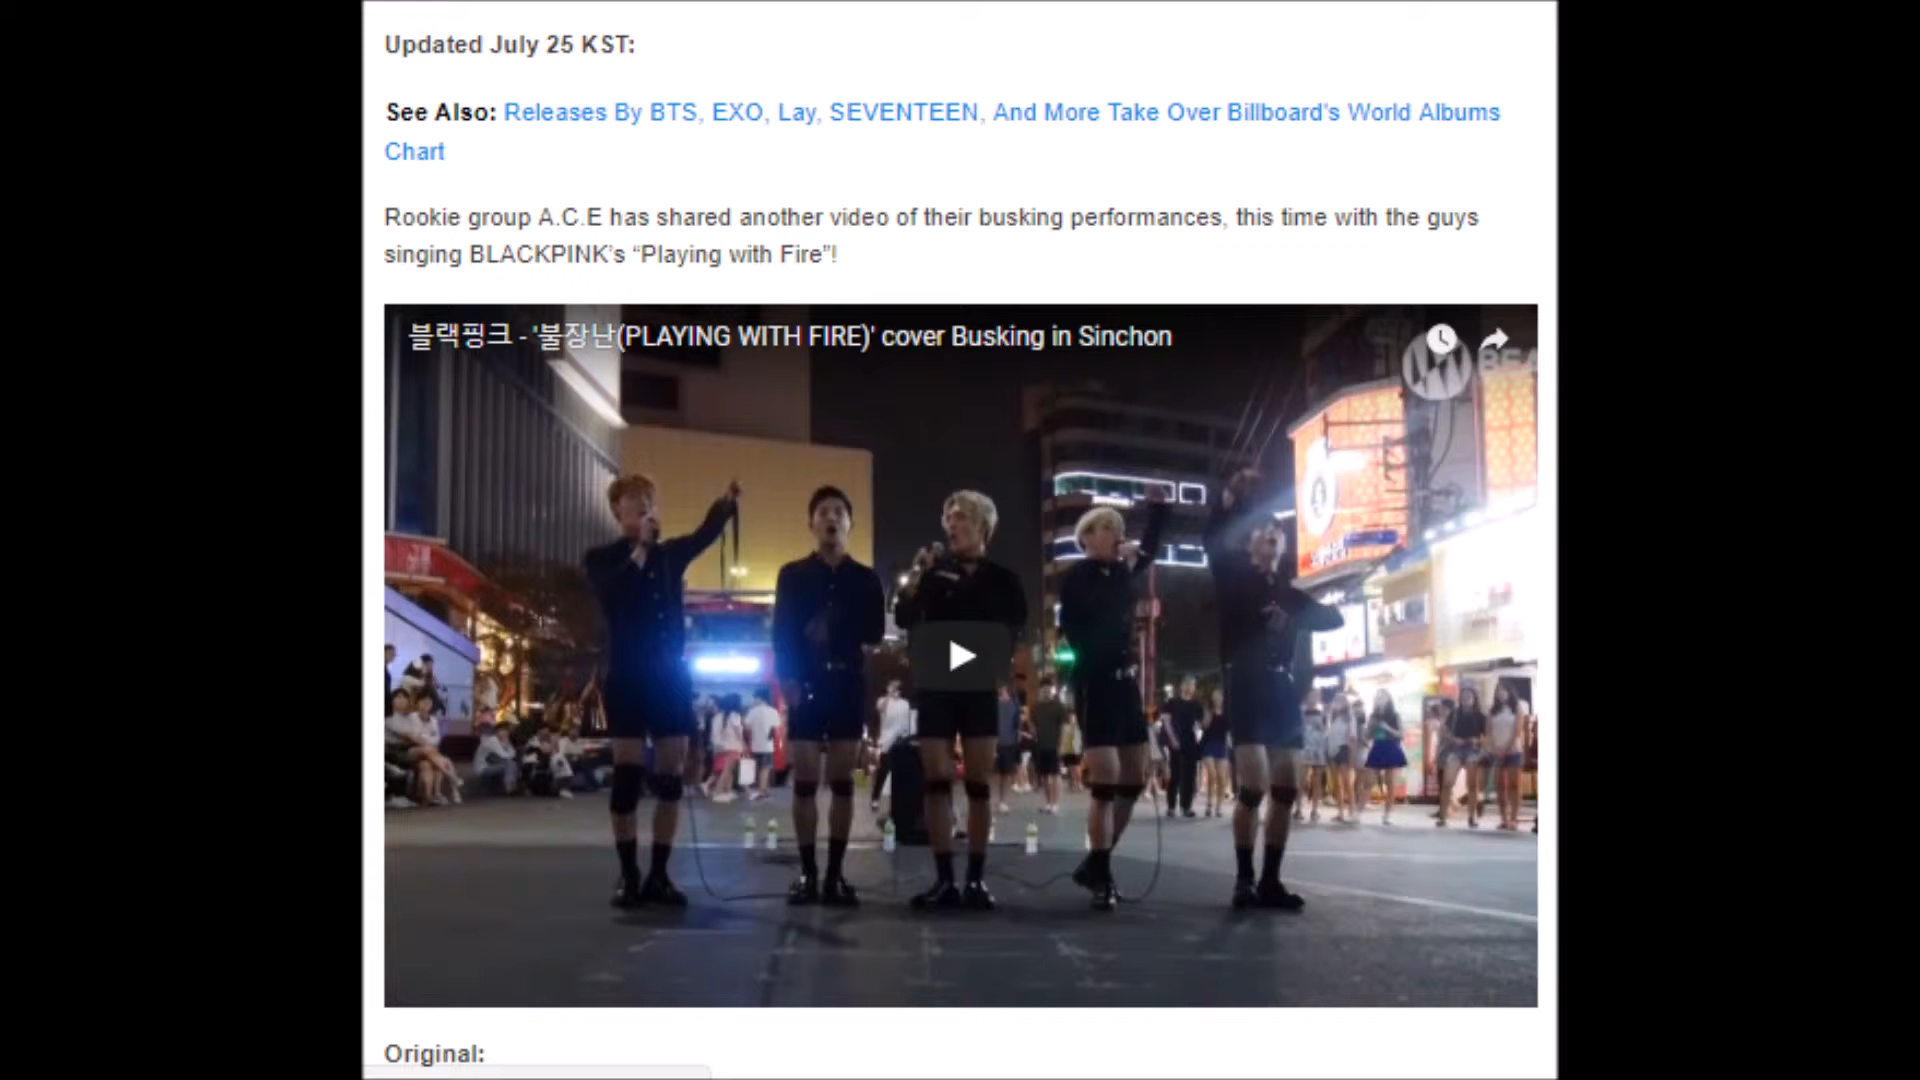 Updated July 25 KST:
See Also: Releases By BTS, EXO, Lay, SEVENTEEN, And More Take Over Billboard's World Albums
Chart
Rookie group A.C.E has shared another video of their busking performances, this time with the guys
singing BLACKPINK’s “Playing with Fire”!
블랙핑크 - '불장난(PLAYING WITH FIRE)' cover Busking in Sinchon
Original: